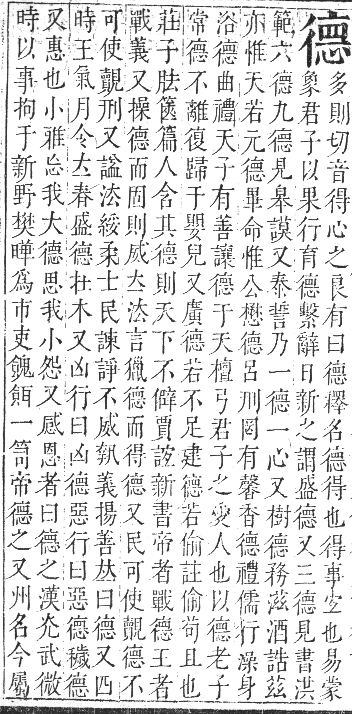 德 多則切音得心之良有曰德釋德得也得事宜也易蒙
象君子以果行育德繫辭日新之謂盛德又三德見書洪
範六德九德見皋謨又泰誓乃一德一心又樹德務滋酒誥茲
亦惟天若元德畢命惟公懋德呂刑罔有馨香德禮儒行澡身
浴德曲禮天子有善讓德于天檀弓君子之愛人也以德老子
常德不離復歸于嬰兒又廣德若不足建德若偷註偷苟且也
莊子胠篋篇人含其德則天下不僻賈誼新書帝者戰德王者
戰義又操德而固則威立法言獵德而得德又民可使覿德不
可使覿刑又諡法綏柔士民諫諍不威執義揚善竝曰德又四
時王氣月令立春盛德在木又凶行曰凶德惡行曰惡德穢德
又惠也小雅忘我大德思我小怨又感恩者曰德之漢光武微
時以事拘于新野樊曄爲市吏餽餌一笥帝德之又州名今屬